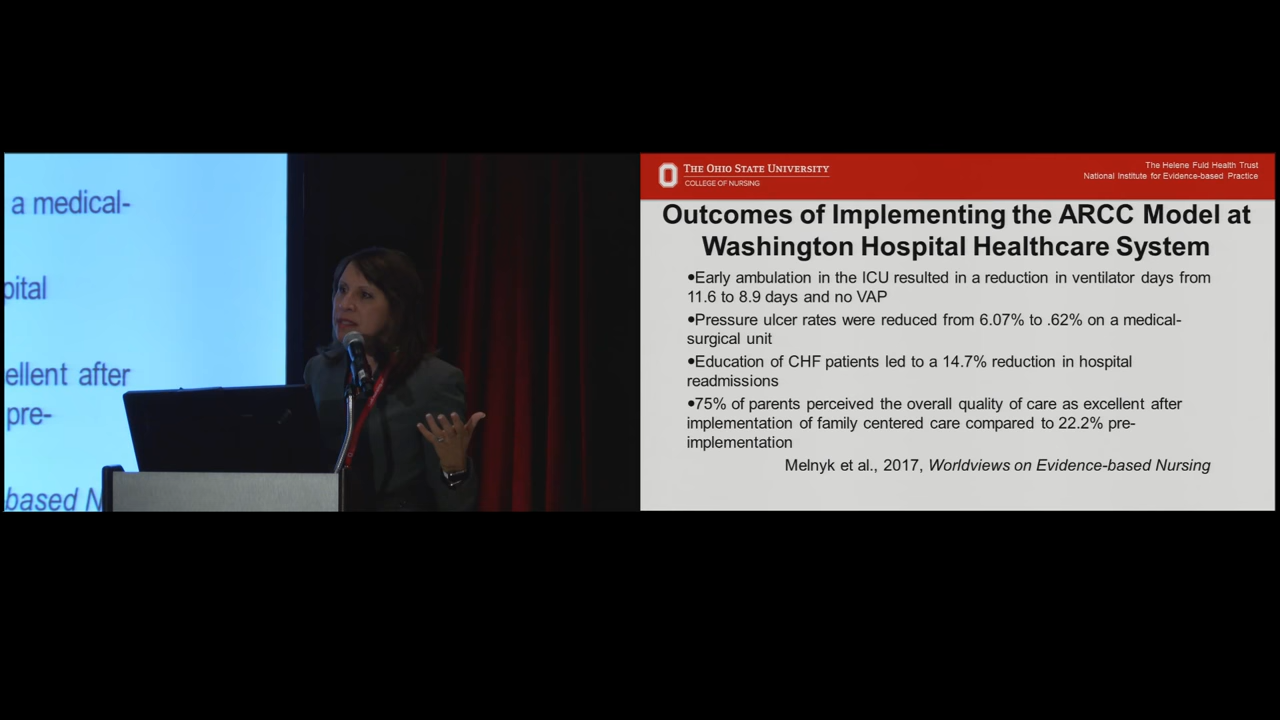 a medical-
pital
ellent after
pre-
based N
THE OHIO STATE UNIVERSITY
COLLEGE OF NURSING
The Helene Fuld Health Trust
National Institute for Evidence-based Practice
Outcomes of Implementing the ARCC Model at
Washington Hospital Healthcare System
•Early ambulation in the ICU resulted in a reduction in ventilator days from
11.6 to 8.9 days and no VAP
•Pressure ulcer rates were reduced from 6.07% to .62% on a medical-
surgical unit
•Education of CHF patients led to a 14.7% reduction in hospital
readmissions
•75% of parents perceived the overall quality of care as excellent after
implementation of family centered care compared to 22.2% pre-
implementation
Melnyk et al., 2017, Worldviews on Evidence-based Nursing